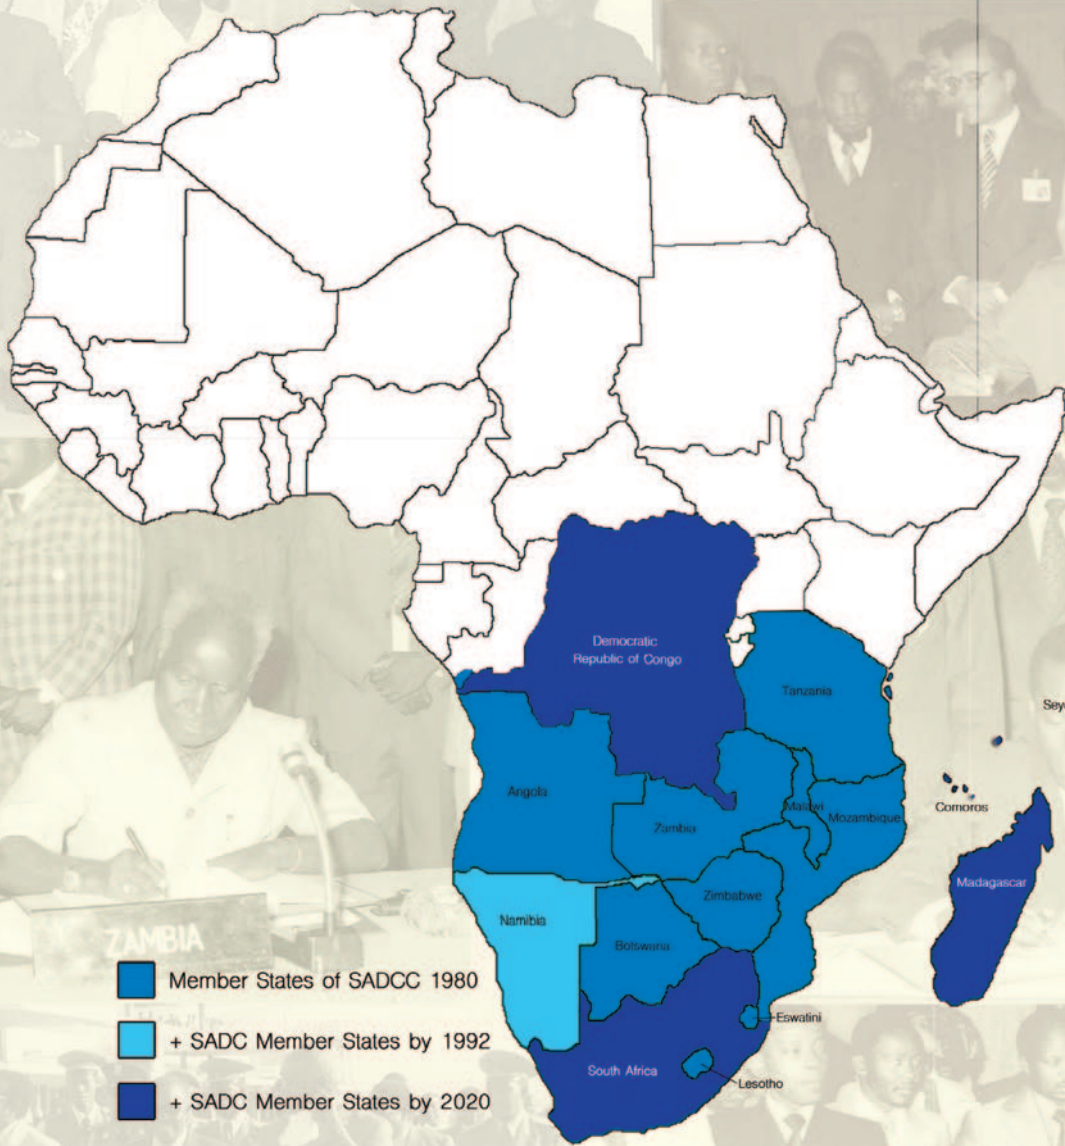 Democratic
Republic of Congo
Tanzania
Angola
Malawi
Mozambique
Zambia
Comoros
Zimbabwe
Madagascar
Namibia
Botswana
ZAMBIA
Member States of SADCC 1980
Eswatini
+ SADC Member States by 1992
South Africa
Lesotho
+ SADC Member States by 2020